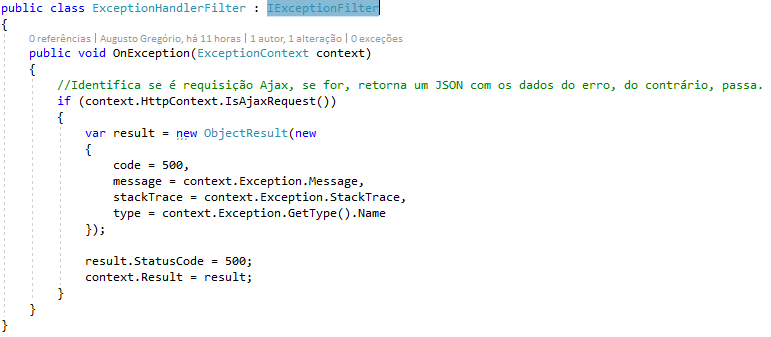 public class ExceptionHandlerFilter : IExceptionFilter
{
0 referências | Augusto Gregório, há 11 horas | 1 autor, 1 alteração | 0 exceções
public void OnException(ExceptionContext context)
{
//Identifica se é requisição Ajax, se for, retorna um JSON com os dados do erro, do contrário, passa.
if (context.HttpContext.IsAjaxRequest())
{
var result = new ObjectResult(new
{
code = 500,
message = context.Exception.Message,
stackTrace = context.Exception.StackTrace,
type = context.Exception.GetType().Name
});
result.StatusCode = 500;
context.Result = result;
}
}
}